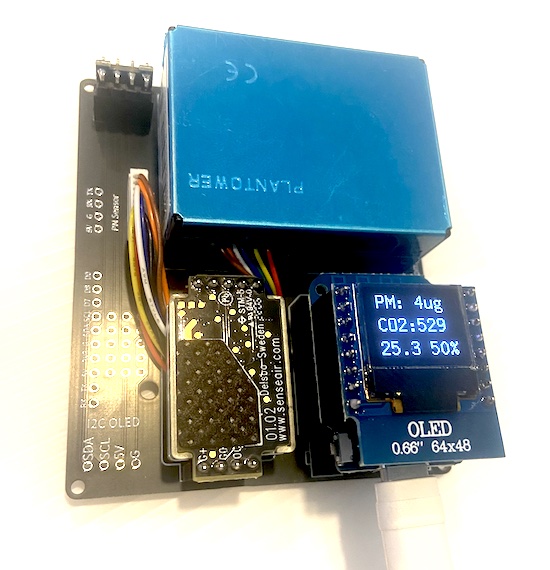 CE
PLANTOWER
PM Sensor
I2C OLED
SDA
SCL
5V
G
Delsbo-Sweden
www.senseair.com
01.02
G+
G0
PM: 4ug
CO2:529
25.3 50%
OLED
0.66" 64x48